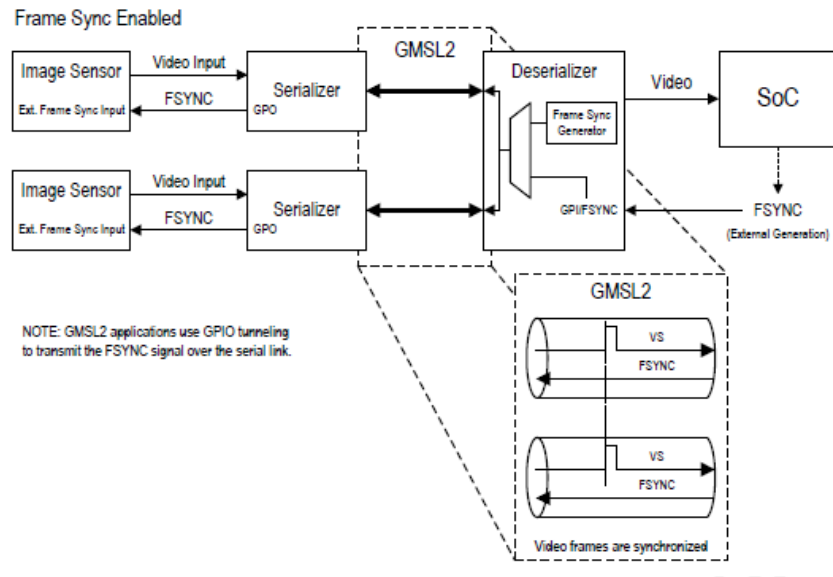 Frame Sync Enabled
Image Sensor
Ext. Frame Sync Input
Video Input
FSYNC
Serializer
GPO
GMSL2
Deserializer
Frame Sync
Generator
GPI/FSYNC
Video
SoC
FSYNC
(External Generation)
Image Sensor
Ext. Frame Sync Input
Video Input
FSYNC
Serializer
GPO
NOTE: GMSL2 applications use GPIO tunneling
to transmit the FSYNC signal over the serial link.
GMSL2
VS
FSYNC
VS
FSYNC
Video frames are synchronized